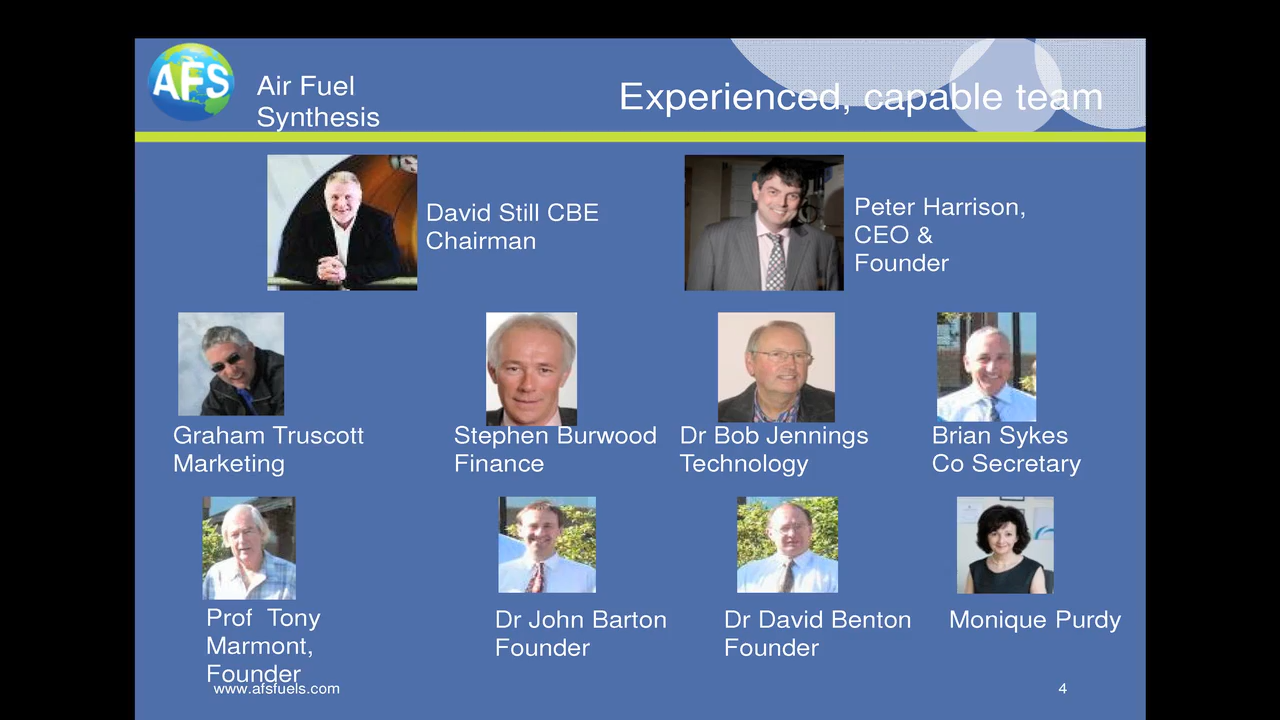 AFS
Air Fuel
Synthesis
Experienced, capable team
David Still CBE
Chairman
Peter Harrison,
CEO &
Founder
Graham Truscott
Marketing
Stephen Burwood
Finance
Dr Bob Jennings
Technology
Brian Sykes
Co Secretary
Prof  Tony
Marmont,
Founder
Dr John Barton
Founder
Dr David Benton
Founder
Monique Purdy
www.afsfuels.com
4